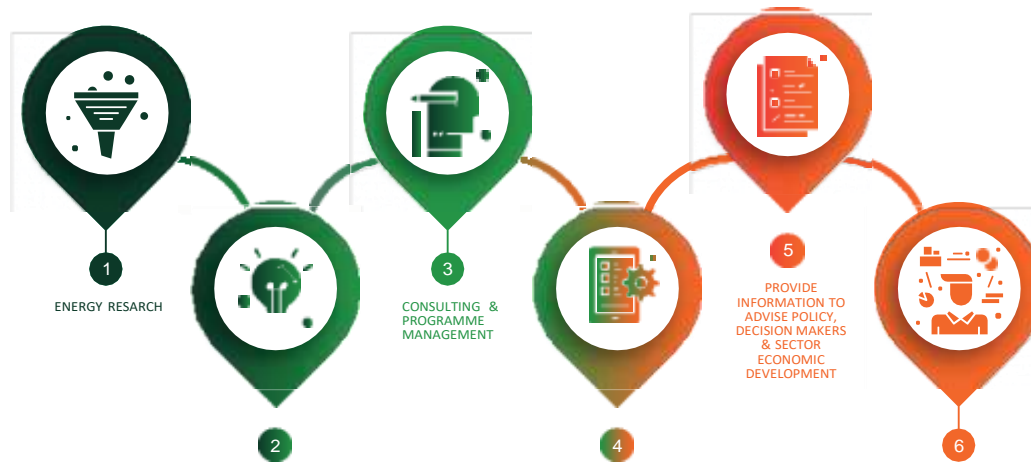 1
ENERGY RESARCH
2
3
CONSULTING &
PROGRAMME
MANAGEMENT
4
5
PROVIDE
INFORMATION TO
ADVISE POLICY,
DECISION MAKERS
& SECTOR
ECONOMIC
DEVELOPMENT
6